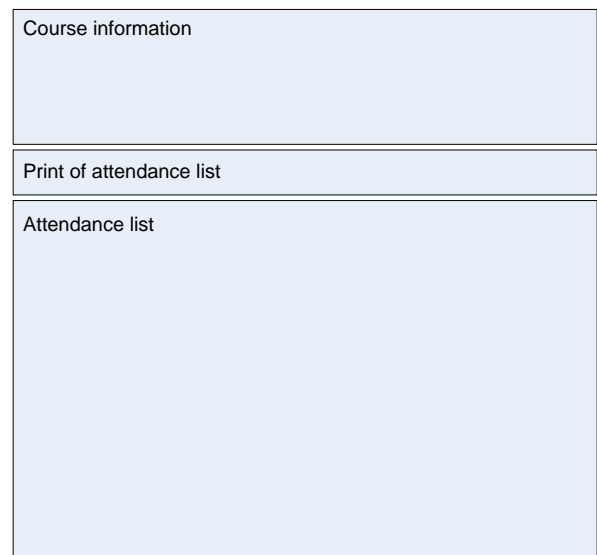 Course information
Print of attendance list
Attendance list